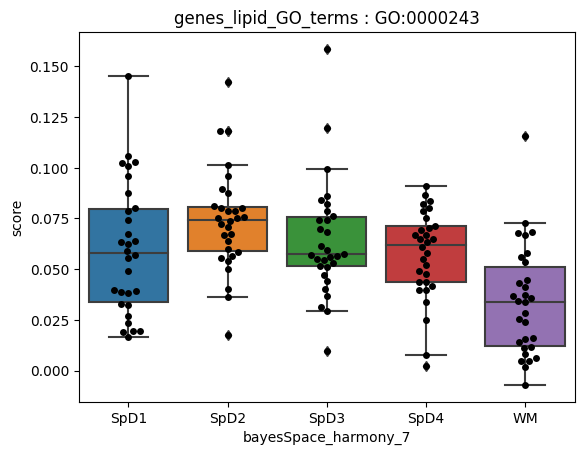 genes_lipid_GO_terms : GO:0000243
0.150
0.125
0.100
0.075
0.050
0.025
0.000
score
SpD1 SpD2 SpD3 SpD4 WM
bayesSpace_harmony_7